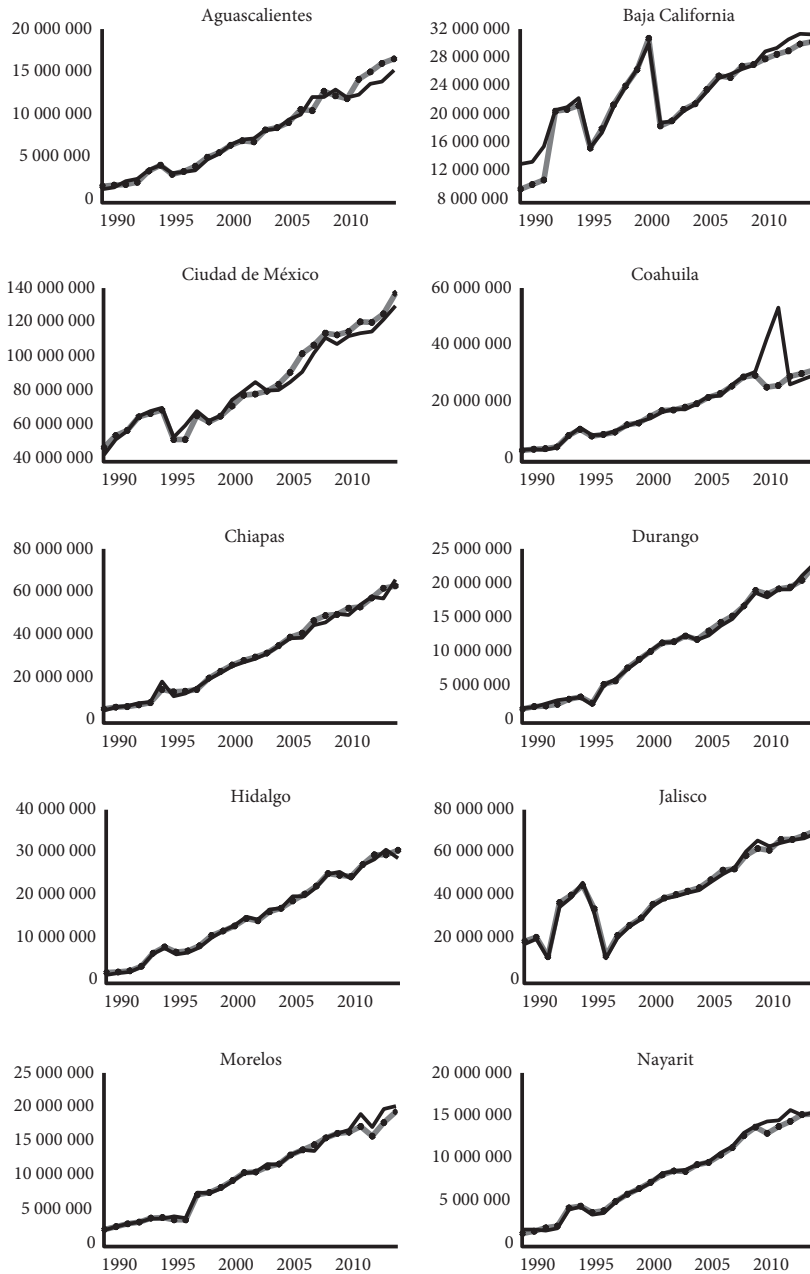 Aguascalientes
20 000 000
15 000 000
10 000 000
5 000 000
0
1990 1995 2000 2005 2010
Baja California
32 000 000
28 000 000
24 000 000
20 000 000
16 000 000
12 000 000
8 000 000
1990 1995 2000 2005 2010
Ciudad de México
140 000 000
120 000 000
100 000 000
80 000 000
60 000 000
40 000 000
1990 1995 2000 2005 2010
Coahuila
60 000 000
40 000 000
20 000 000
0
1990 1995 2000 2005 2010
Chiapas
80 000 000
60 000 000
40 000 000
20 000 000
0
1990 1995 2000 2005 2010
Durango
25 000 000
20 000 000
15 000 000
10 000 000
5 000 000
0
1990 1995 2000 2005 2010
Hidalgo
40 000 000
30 000 000
20 000 000
10 000 000
0
1990 1995 2000 2005 2010
Jalisco
80 000 000
60 000 000
40 000 000
20 000 000
0
1990 1995 2000 2005 2010
Morelos
25 000 000
20 000 000
15 000 000
10 000 000
5 000 000
0
1990 1995 2000 2005 2010
Nayarit
20 000 000
15 000 000
10 000 000
5 000 000
0
1990 1995 2000 2005 2010